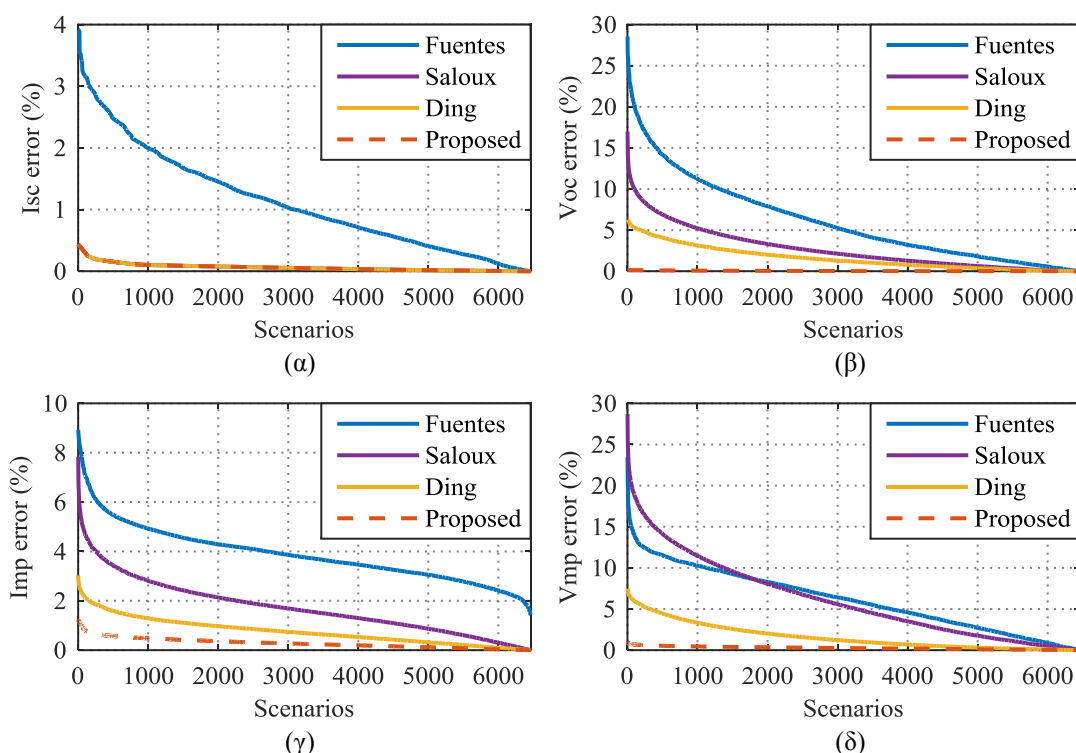 Isc error (%)
4
3
2
1
0
Fuentes
Saloux
Ding
Proposed
0 1000 2000 3000 4000 5000 6000
Scenarios
(α)
Voc error (%)
30
25
20
15
10
5
0
Fuentes
Saloux
Ding
Proposed
0 1000 2000 3000 4000 5000 6000
Scenarios
(β)
Imp error (%)
10
8
6
4
2
0
Fuentes
Saloux
Ding
Proposed
0 1000 2000 3000 4000 5000 6000
Scenarios
(γ)
Vmp error (%)
30
25
20
15
10
5
0
Fuentes
Saloux
Ding
Proposed
0 1000 2000 3000 4000 5000 6000
Scenarios
(δ)